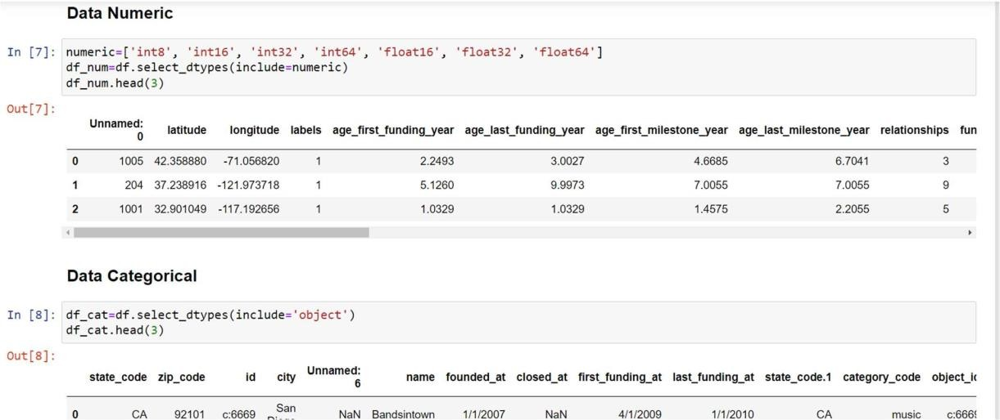 Data Numeric
In [7]: numeric=['int8', 'int16', 'int32', 'int64', 'float16', 'float32', 'float64']
df_num=df.select_dtypes(include=numeric)
df_num.head(3)
Out[7]:
Unnamed: 0 latitude longitude labels age_first_funding_year age_last_funding_year age_first_milestone_year age_last_milestone_year relationships fun
0 1005 42.358880 -71.056820 1 2.2493 3.0027 4.6685 6.7041 3
1 204 37.238916 -121.973718 1 5.1260 9.9973 7.0055 7.0055 9
2 1001 32.901049 -117.192656 1 1.0329 1.0329 1.4575 2.2055 5
Data Categorical
In [8]: df_cat=df.select_dtypes(include='object')
df_cat.head(3)
Out[8]:
state_code zip_code id city Unnamed: 6 name founded_at closed_at first_funding_at last_funding_at state_code.1 category_code object_id
0 CA 92101 c:6669 San NaN Bandsintown 1/1/2007 NaN 4/1/2009 1/1/2010 CA music c:6669